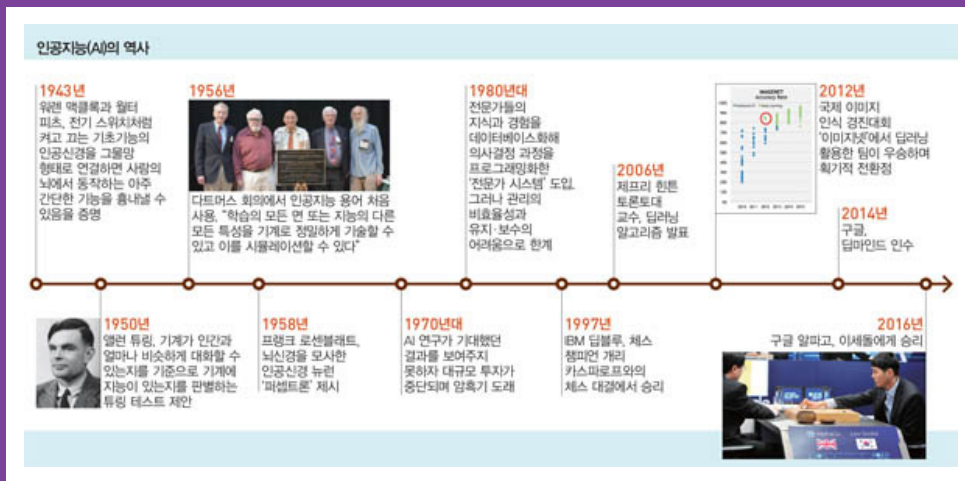 인공지능(AI)의 역사
1943년
워렌 맥클록과 월터
피츠, 전기 스위치처럼
켜고 끄는 기초기능의
인공신경을 그물망
형태로 연결하면 사람의
뇌에서 동작하는 아주
간단한 기능을 흉내낼 수
있음을 증명
1956년
다트머스 회의에서 인공지능 용어 처음
사용, "학습의 모든 면 또는 지능의 다른
모든 특성을 기계로 정밀하게 기술할 수
있고 이를 시뮬레이션할 수 있다"
1980년대
전문가들의
지식과 경험을
데이터베이스화해
의사결정 과정을
프로그래밍화한
'전문가 시스템' 도입,
그러나 관리의
비효율성과
유지·보수의
어려움으로 한계
2006년
제프리 힌튼
토론토대
교수, 딥러닝
알고리즘 발표
IMAGENET
Accuracy Rate
2012년
국제 이미지
인식 경진대회
'이미지넷'에서 딥러닝
활용한 팀이 우승하며
획기적 전환점
2014년
구글,
딥마인드 인수
1950년
앨런 튜링, 기계가 인간과
얼마나 비슷하게 대화할 수
있는지를 기준으로 기계에
지능이 있는지를 판별하는
튜링 테스트 제안
1958년
프랭크 로센블래트,
뇌신경을 모사한
인공신경 뉴런
'퍼셉트론' 제시
1970년대
AI 연구가 기대했던
결과를 보여주지
못하자 대규모 투자가
중단되며 암흑기 도래
1997년
IBM 딥블루, 체스
챔피언 개리
카스파로프와의
체스 대결에서 승리
2016년
구글 알파고, 이세돌에게 승리